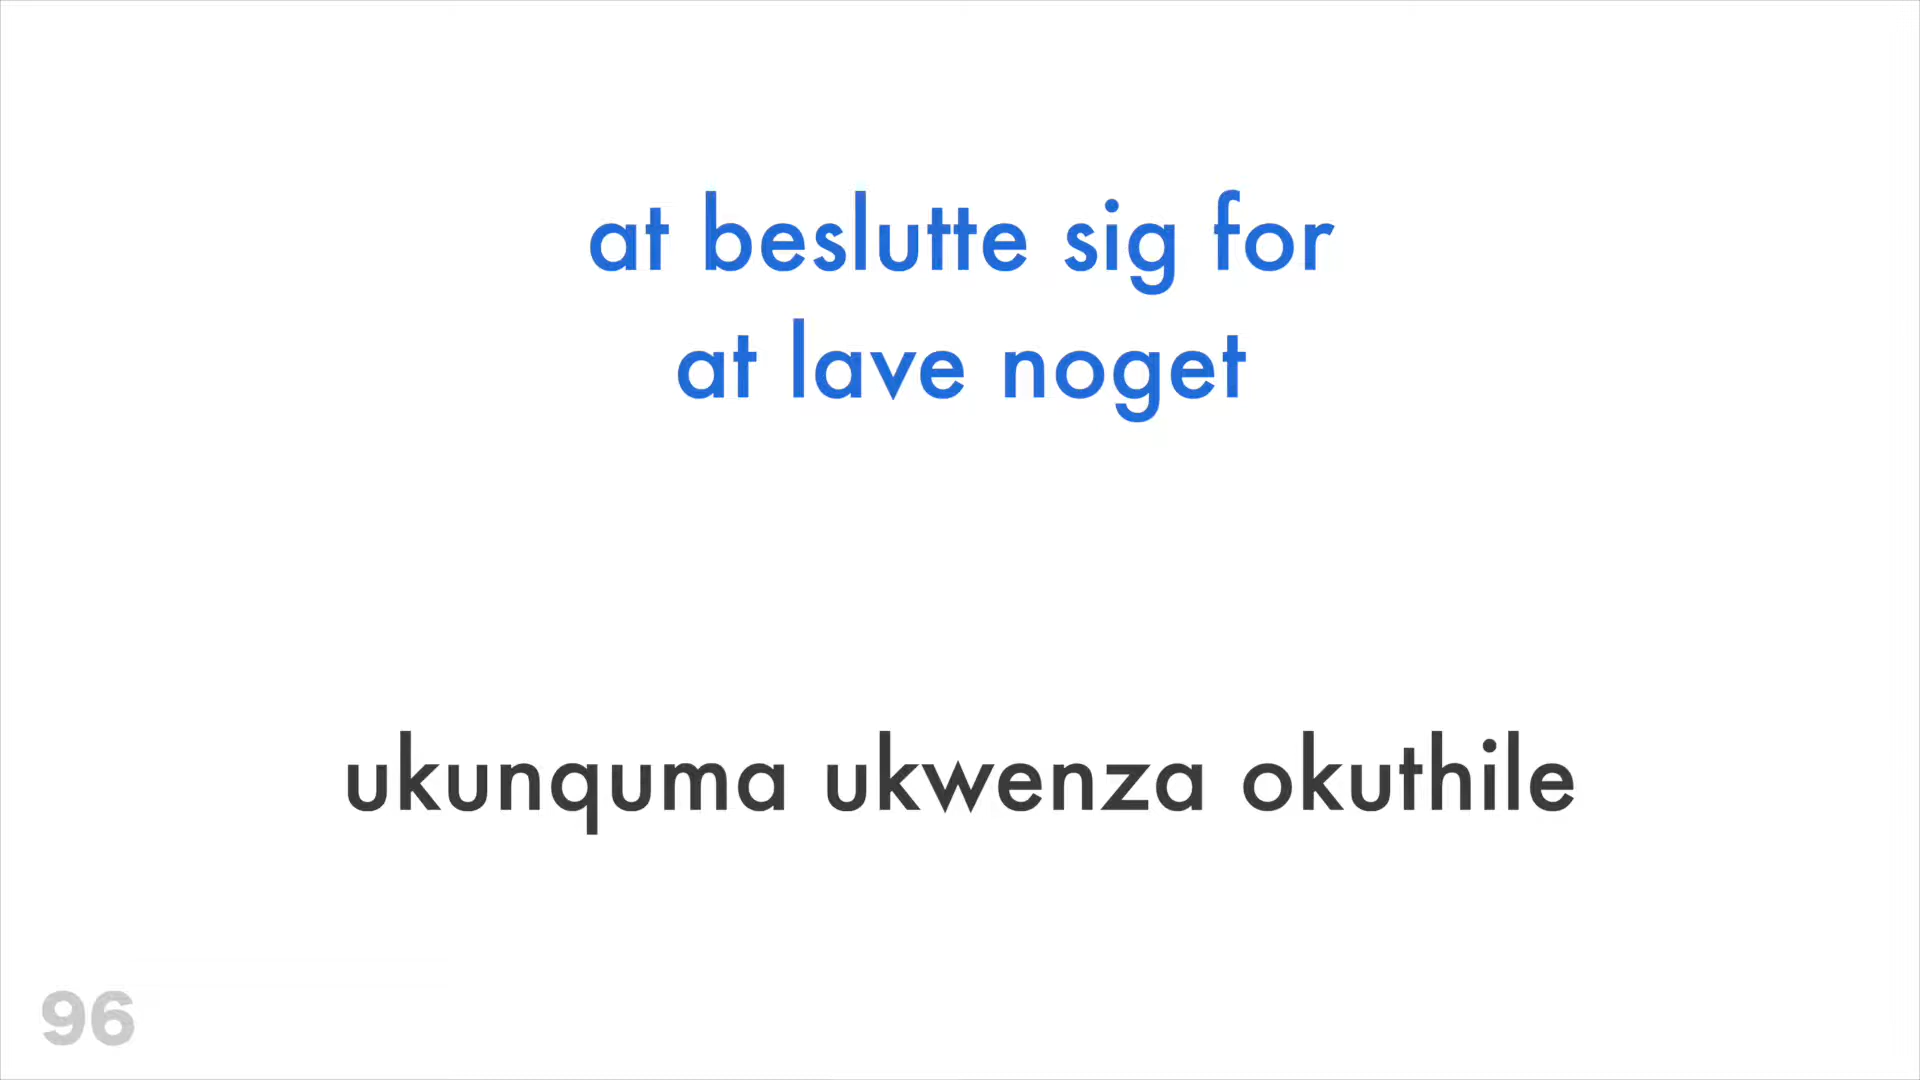 at beslutte sig for
at lave noget
ukunquma ukwenza okuthile
96